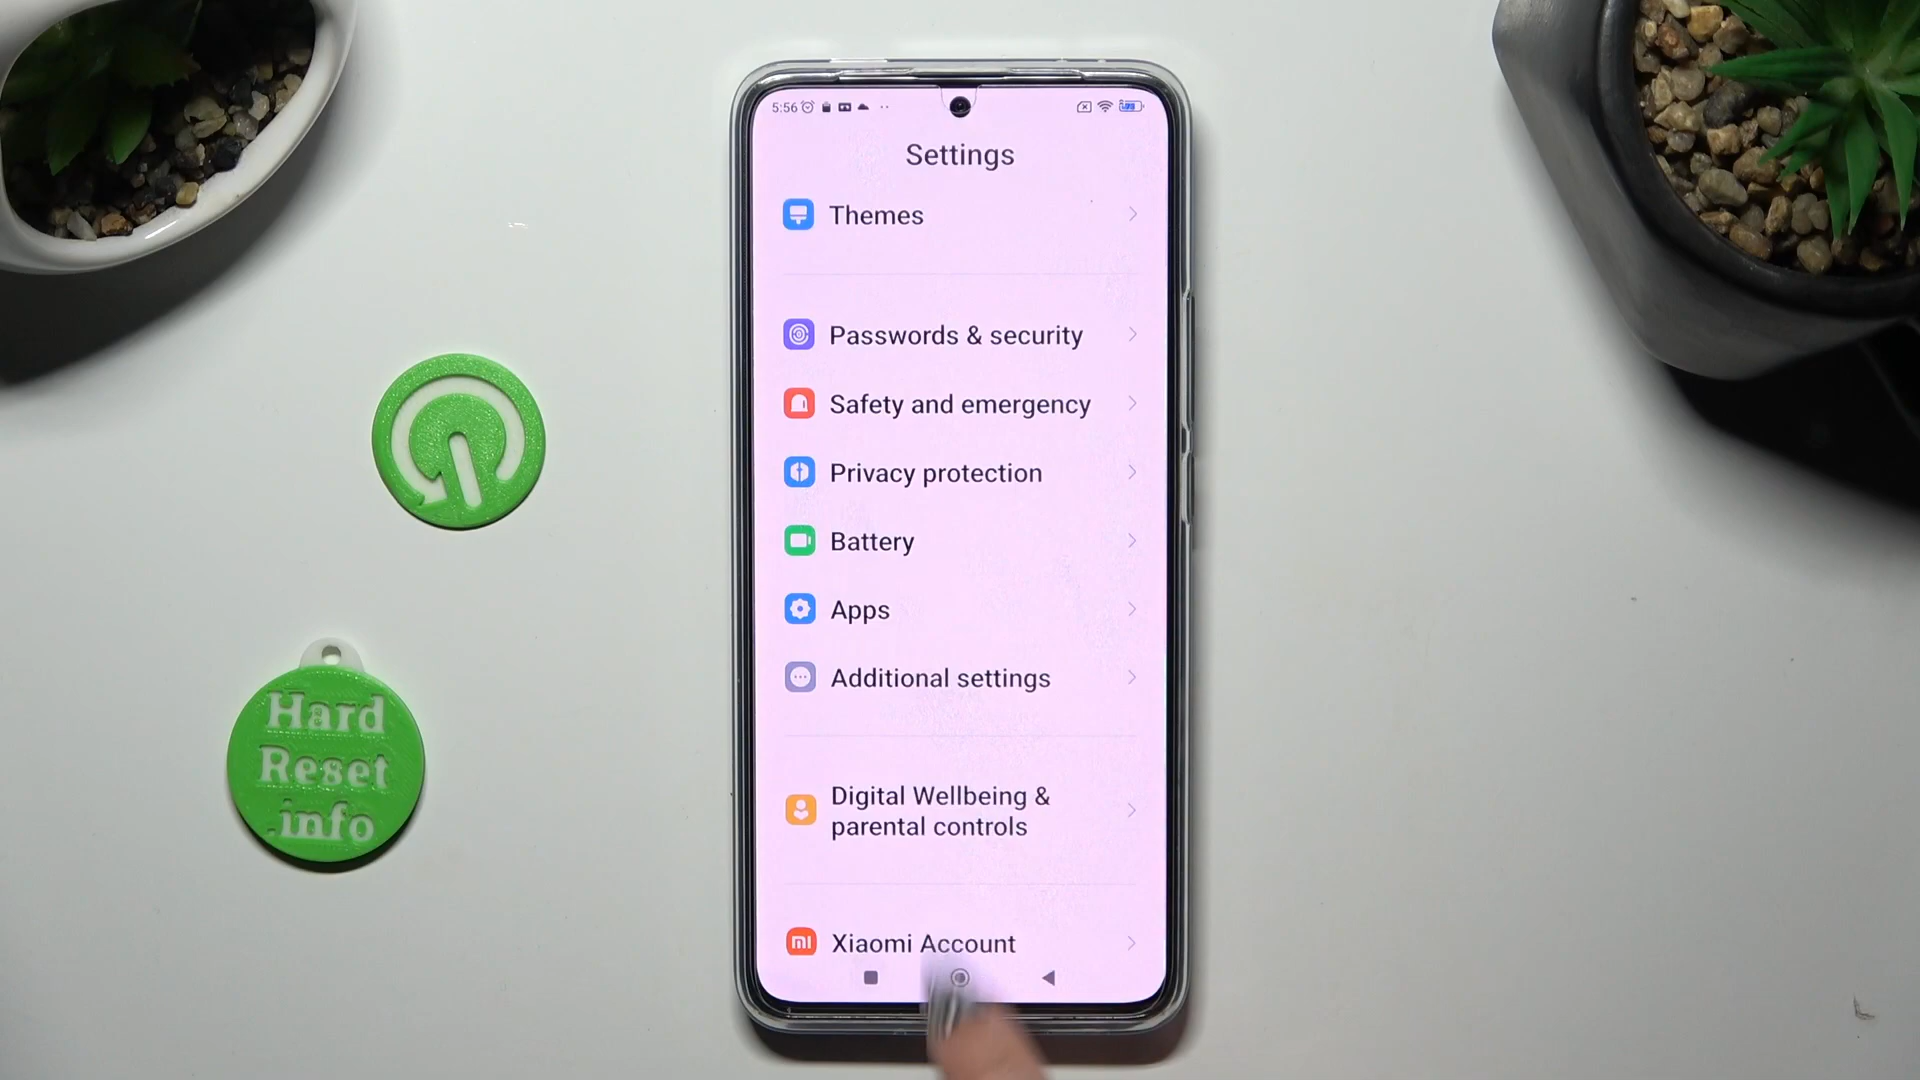 5:56
Settings
Themes
Passwords & security
Safety and emergency
Privacy protection
Battery
Apps
Additional settings
Digital Wellbeing &
parental controls
Xiaomi Account
Hard
Reset
.info